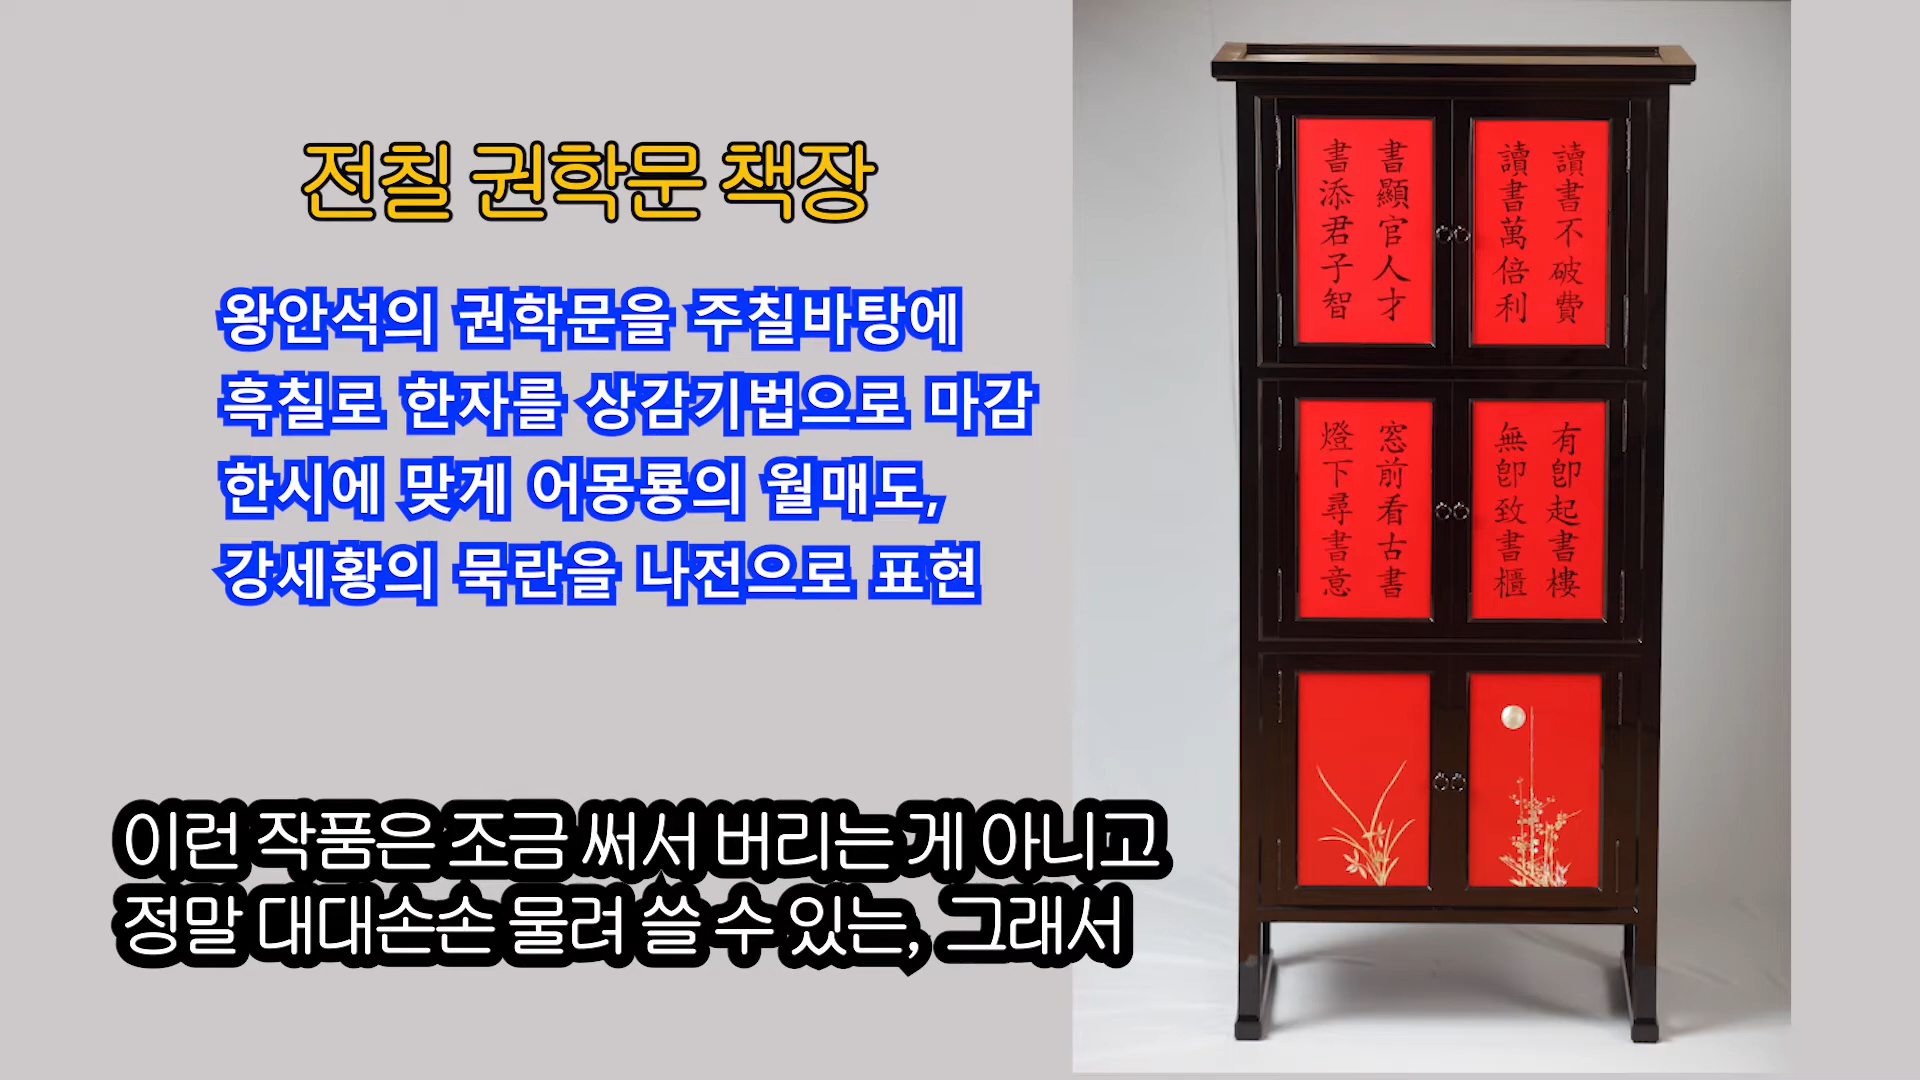 전칠 권학문 책장
왕안석의 권학문을 주칠바탕에
흑칠로 한자를 상감기법으로 마감
한시에 맞게 어몽룡의 월매도,
강세황의 묵란을 나전으로 표현
이런 작품은 조금 써서 버리는 게 아니고
정말 대대손손 물려 쓸 수 있는, 그래서
讀書不破費
讀書萬倍利
書顯官人才
書添君子智
有卽起書樓
無卽致書櫃
窓前看古書
燈下尋書意